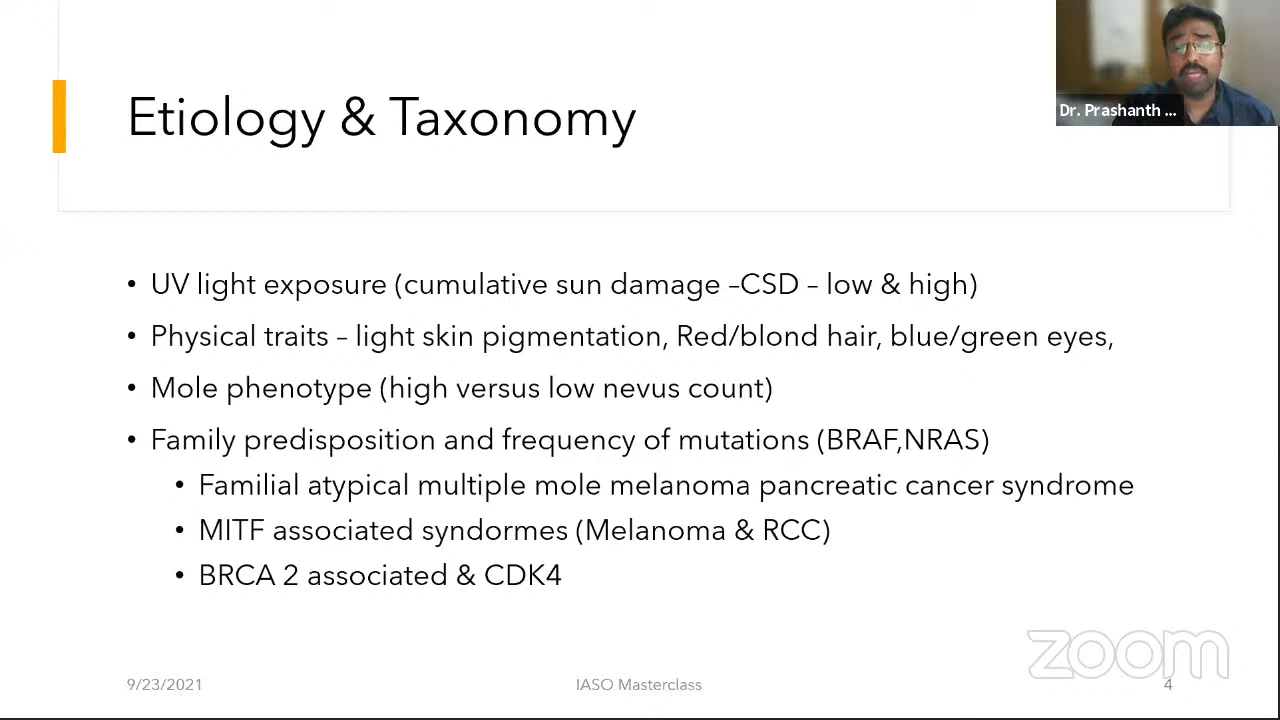 Dr. Prashanth ...
Etiology & Taxonomy
• UV light exposure (cumulative sun damage –CSD – low & high)
• Physical traits – light skin pigmentation, Red/blond hair, blue/green eyes,
• Mole phenotype (high versus low nevus count)
• Family predisposition and frequency of mutations (BRAF,NRAS)
• Familial atypical multiple mole melanoma pancreatic cancer syndrome
• MITF associated syndormes (Melanoma & RCC)
• BRCA 2 associated & CDK4
zoom
9/23/2021
IASO Masterclass
4